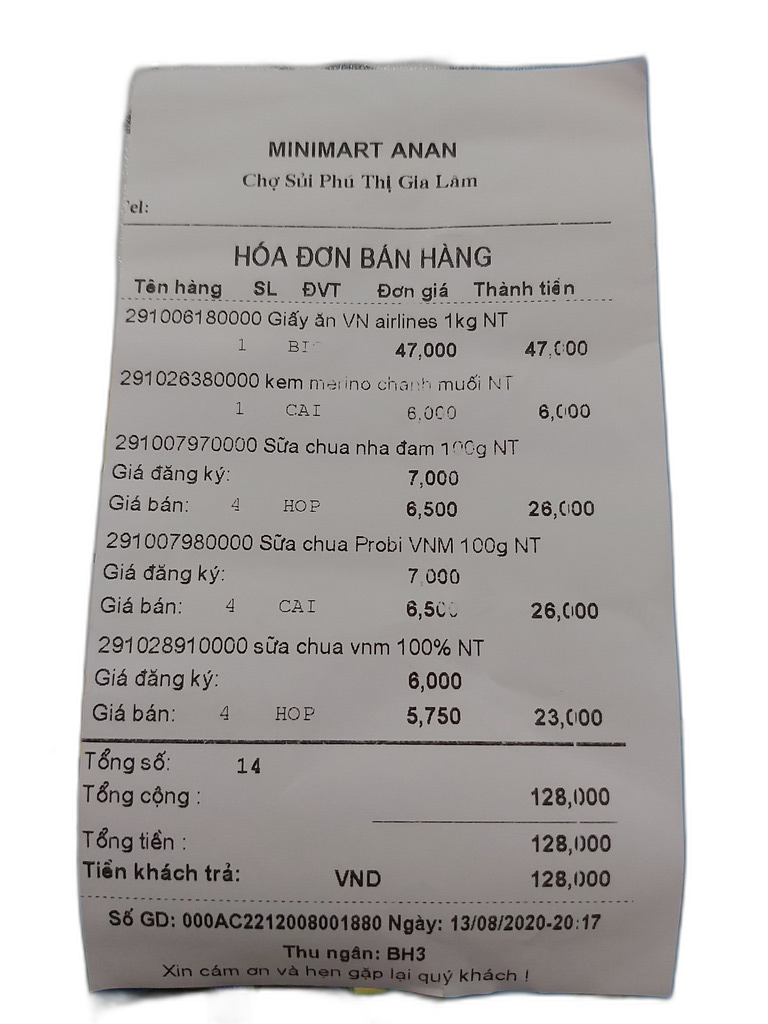 MINIMART ANAN
Chợ Sủi Phú Thị Gia Lâm
el:
HÓA ĐƠN BÁN HÀNG
Tên hàng SL ĐVT Đơn giá Thành tiền
291006180000 Giấy ăn VN airlines 1kg NT
1 BI 47,000 47,000
291026380000 kem merino chanh muối NT
1 CAI 6,000 6,000
291007970000 Sữa chua nha đam 100g NT
Giá đăng ký: 7,000
Giá bán: 4 HOP 6,500 26,000
291007980000 Sữa chua Probi VNM 100g NT
Giá đăng ký: 7,000
Giá bán: 4 CAI 6,500 26,000
291028910000 sữa chua vnm 100% NT
Giá đăng ký: 6,000
Giá bán: 4 HOP 5,750 23,000
Tổng số: 14
Tổng cộng : 128,000
Tổng tiền : 128,000
Tiền khách trả: VND 128,000
Số GD: 000AC2212008001880 Ngày: 13/08/2020-20:17
Thu ngân: BH3
Xin cám ơn và hẹn gặp lại quý khách !